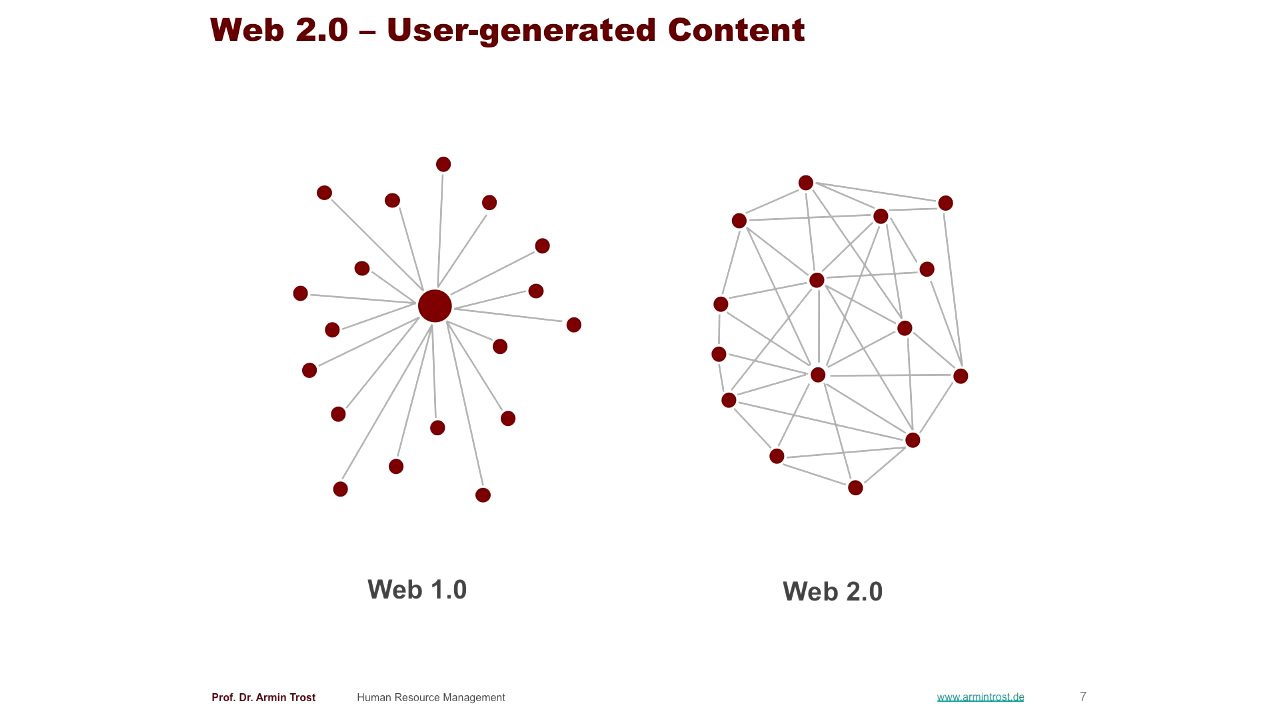 Web 2.0 – User-generated Content
Web 1.0
Web 2.0
Prof. Dr. Armin Trost Human Resource Management www.armintrost.de 7